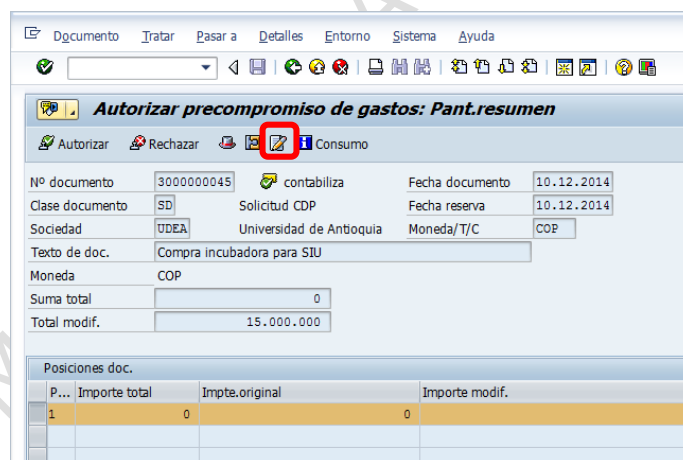 Documento Tratar Pasar a Detalles Entorno Sistema Ayuda
Autorizar precompromiso de gastos: Pant.resumen
Autorizar Rechazar Consumo
Nº documento 3000000045 contabiliza Fecha documento 10.12.2014
Clase documento SD Solicitud CDP Fecha reserva 10.12.2014
Sociedad UDEA Universidad de Antioquia Moneda/T/C COP
Texto de doc. Compra incubadora para SIU
Moneda COP
Suma total 0
Total modif. 15.000.000
Posiciones doc.
P... Importe total Impte.original Importe modif.
1 0 0